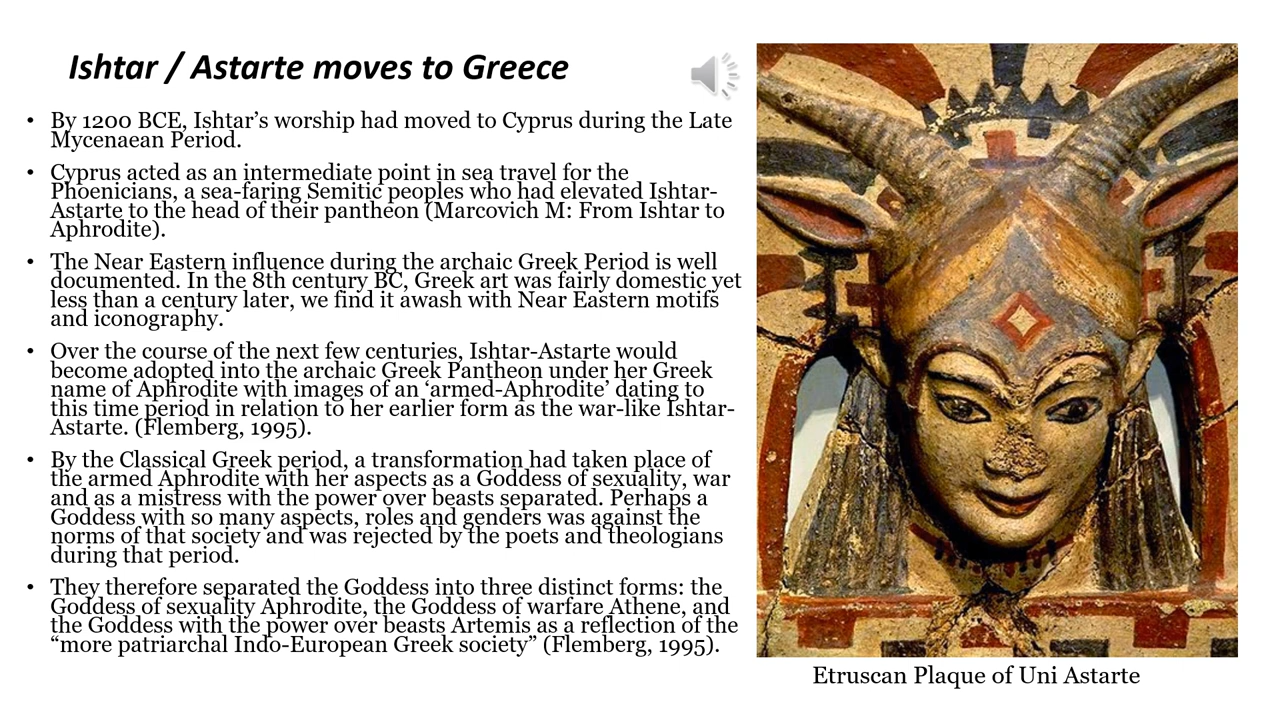 Ishtar / Astarte moves to Greece
• By 1200 BCE, Ishtar’s worship had moved to Cyprus during the Late
Mycenaean Period.
• Cyprus acted as an intermediate point in sea travel for the
Phoenicians, a sea-faring Semitic peoples who had elevated Ishtar-
Astarte to the head of their pantheon (Marcovich M: From Ishtar to
Aphrodite).
• The Near Eastern influence during the archaic Greek Period is well
documented. In the 8th century BC, Greek art was fairly domestic yet
less than a century later, we find it awash with Near Eastern motifs
and iconography.
• Over the course of the next few centuries, Ishtar-Astarte would
become adopted into the archaic Greek Pantheon under her Greek
name of Aphrodite with images of an ‘armed-Aphrodite’ dating to
this time period in relation to her earlier form as the war-like Ishtar-
Astarte. (Flemberg, 1995).
• By the Classical Greek period, a transformation had taken place of
the armed Aphrodite with her aspects as a Goddess of sexuality, war
and as a mistress with the power over beasts separated. Perhaps a
Goddess with so many aspects, roles and genders was against the
norms of that society and was rejected by the poets and theologians
during that period.
• They therefore separated the Goddess into three distinct forms: the
Goddess of sexuality Aphrodite, the Goddess of warfare Athene, and
the Goddess with the power over beasts Artemis as a reflection of the
“more patriarchal Indo-European Greek society” (Flemberg, 1995).
Etruscan Plaque of Uni Astarte